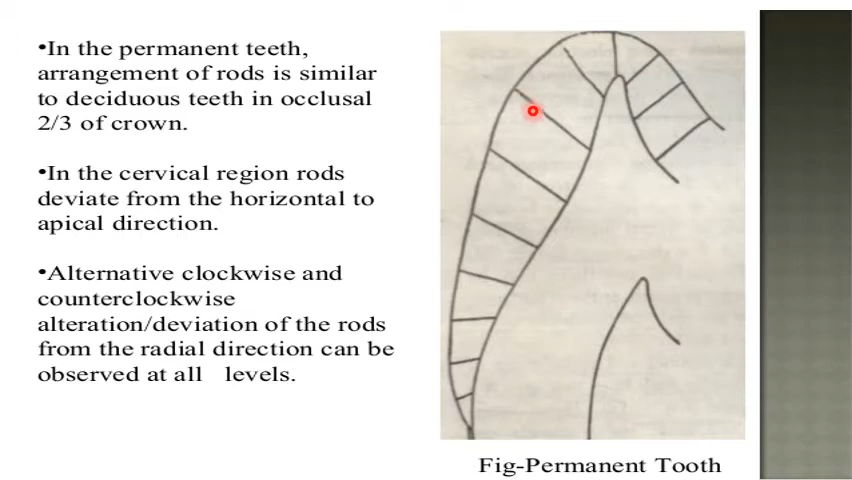 •In the permanent teeth,
arrangement of rods is similar
to deciduous teeth in occlusal
2/3 of crown.
•In the cervical region rods
deviate from the horizontal to
apical direction.
•Alternative clockwise and
counterclockwise
alteration/deviation of the rods
from the radial direction can be
observed at all levels.
Fig-Permanent Tooth